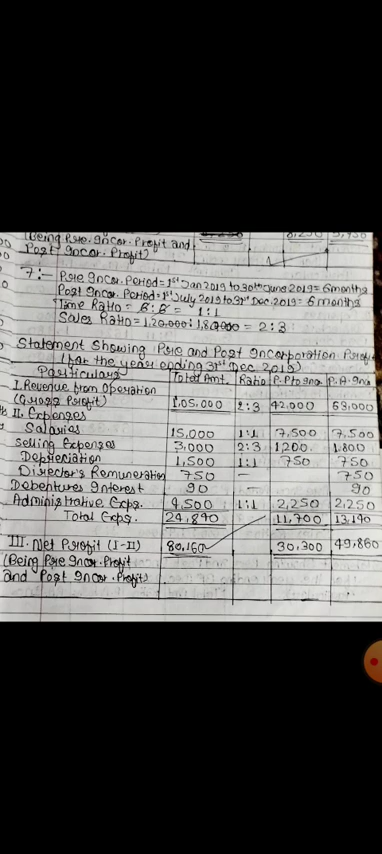 (Being Pre. Incor. Profit and 8,250 5,750
Post Incor. Profit)
7:- Pre Incor. Period = 1st Jan 2019 to 30th June 2019 = 6 months
Post Incor. Period = 1st July 2019 to 31st Dec. 2019 = 6 months
Time Ratio = 6:6 = 1:1
Sales Ratio = 1,20,000 : 1,80,000 = 2:3
Statement Showing Pre and Post Incorporation Profit
(for the year ending 31st Dec 2019)
Particulars Total Amt. Ratio P. P to Inc P. A. Inc
I. Revenue from Operation
(Gross Profit) 1,05,000 2:3 42,000 63,000
II. Expenses
Salaries 15,000 1:1 7,500 7,500
Selling Expenses 3,000 2:3 1200 1,800
Depreciation 1,500 1:1 750 750
Director's Remuneration 750 - 750
Debentures Interest 90 - 90
Administrative Exps. 4,500 1:1 2,250 2,250
Total Exps. 24,840 11,700 13,140
III. Net Profit (I-II) 80,160 30,300 49,860
(Being Pre Incor. Profit
and Post Incor. Profit)